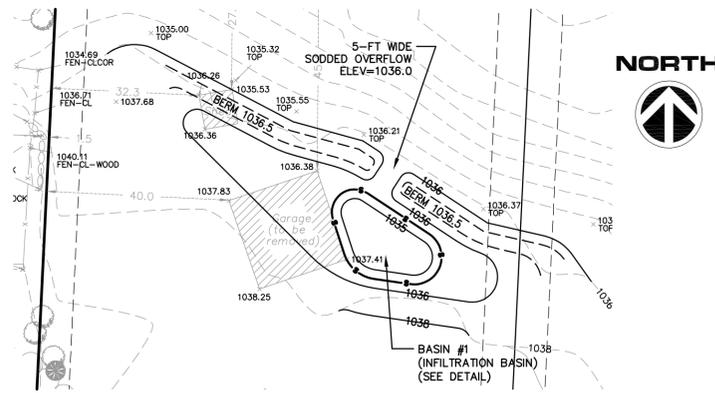 1035.00
TOP
5-FT WIDE
SODDED OVERFLOW
ELEV=1036.0
NORTH
1034.69
FEN-CLCOR
1035.32
TOP
1036.26
1035.53
1036.71
FEN-CL
32.3
1037.68
1035.55
TOP
BERM 1036.5
1036.36
1036.21
TOP
1040.11
FEN-CL-WOOD
1036.38
1036
BERM 1036.5
40.0
1037.83
1036.37
TOP
Garage
(to be
removed)
1036
1035
1037.41
1038.25
1036
1036
1038
1038
BASIN #1
(INFILTRATION BASIN)
(SEE DETAIL)